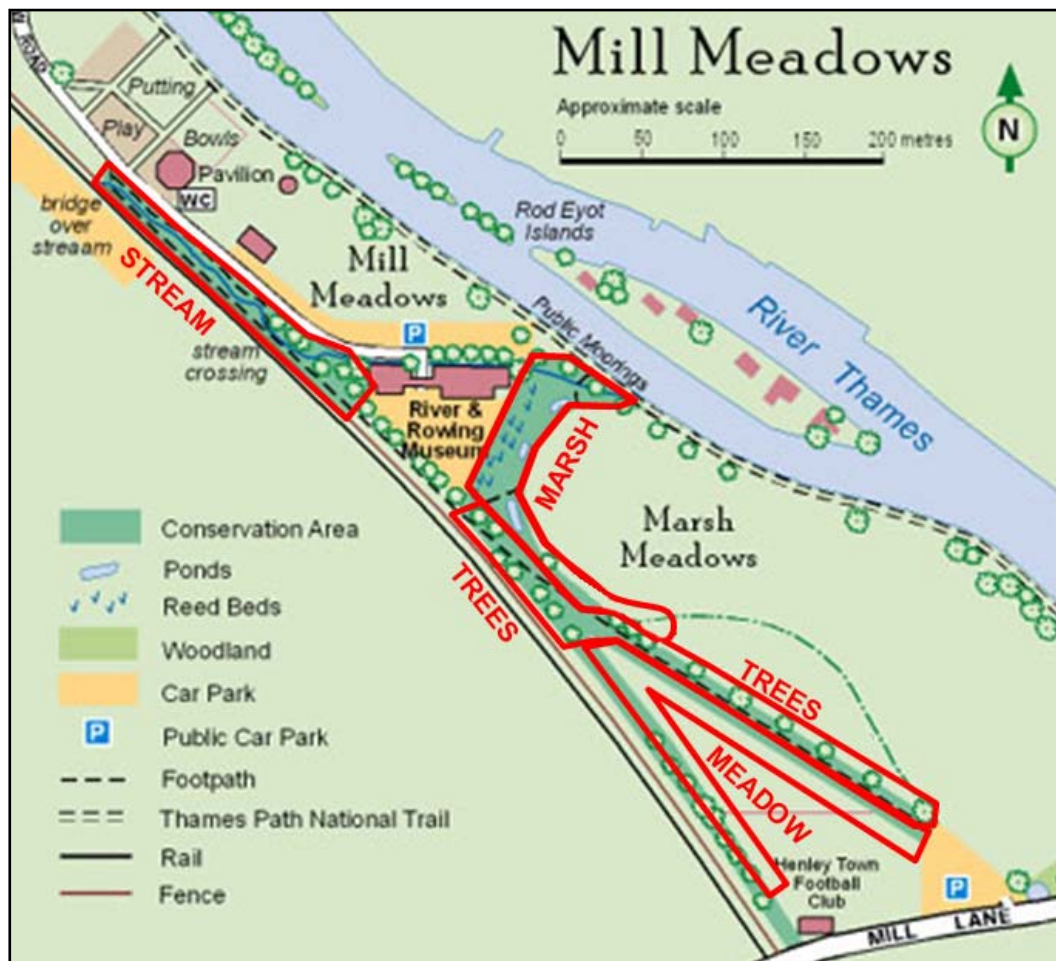 Mill Meadows
Approximate scale
0 50 100 150 200 metres
N
ROAD
Putting
Play
Bowls
Pavilion
WC
bridge
over
streaam
STREAM
stream
crossing
Mill
Meadows
P
Rod Eyot
Islands
Public Moorings
River Thames
River &
Rowing
Museum
MARSH
Marsh
Meadows
TREES
TREES
MEADOW
Henley Town
Football
Club
P
MILL LANE
Conservation Area
Ponds
Reed Beds
Woodland
Car Park
P
Public Car Park
Footpath
Thames Path National Trail
Rail
Fence